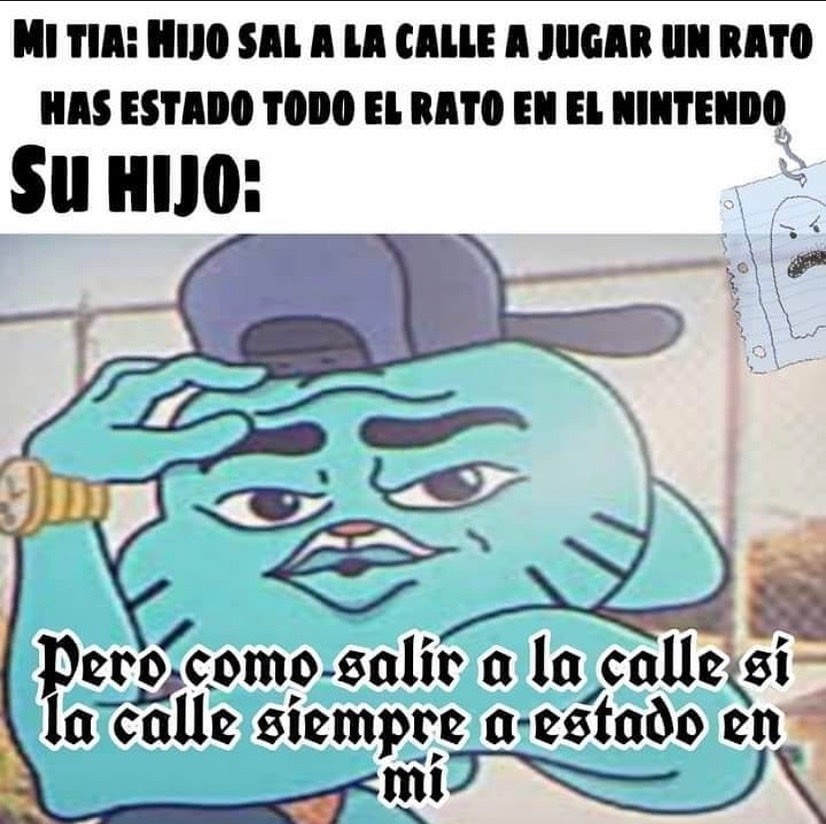 MI TIA: HIJO SAL A LA CALLE A JUGAR UN RATO
HAS ESTADO TODO EL RATO EN EL NINTENDO
SU HIJO:
Pero como salir a la calle si
la calle siempre a estado en
mi